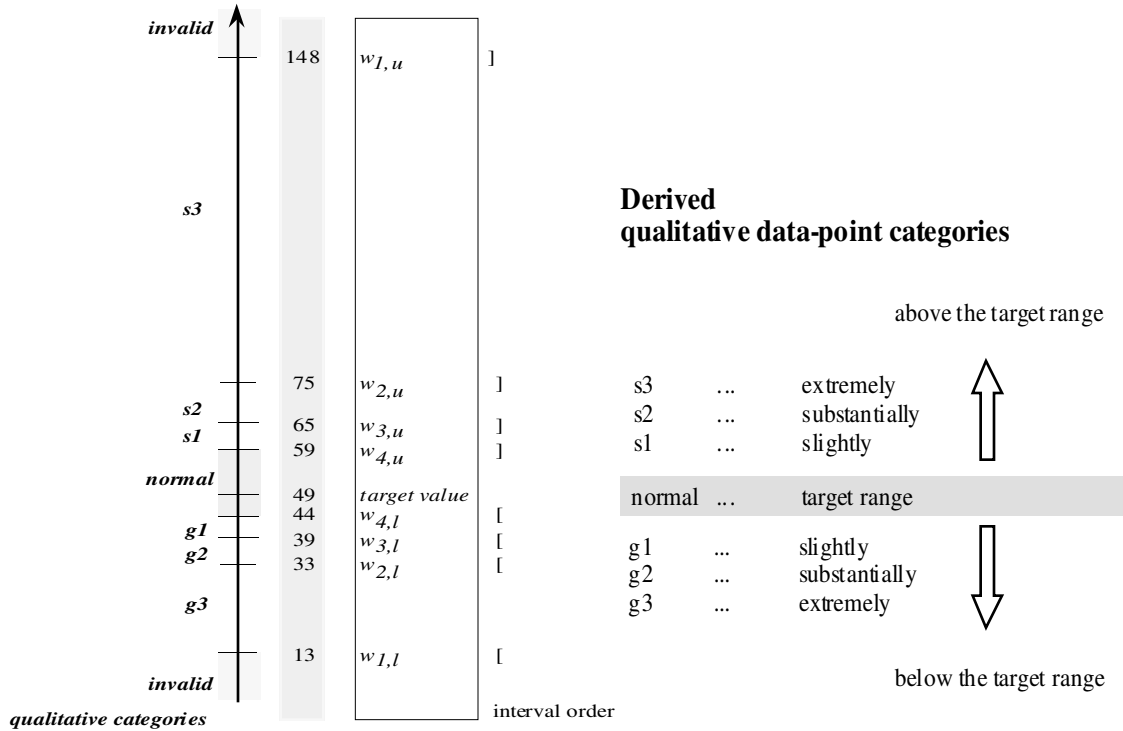 invalid
148 w1,u ]
s3
Derived
qualitative data-point categories
above the target range
75 w2,u ]
s2
65 w3,u ]
s1
59 w4,u ]
normal
49 target value
44 w4,l [
g1
39 w3,l [
g2
33 w2,l [
g3
13 w1,l [
invalid
qualitative categories
interval order
s3 ... extremely
s2 ... substantially
s1 ... slightly
normal ... target range
g1 ... slightly
g2 ... substantially
g3 ... extremely
below the target range